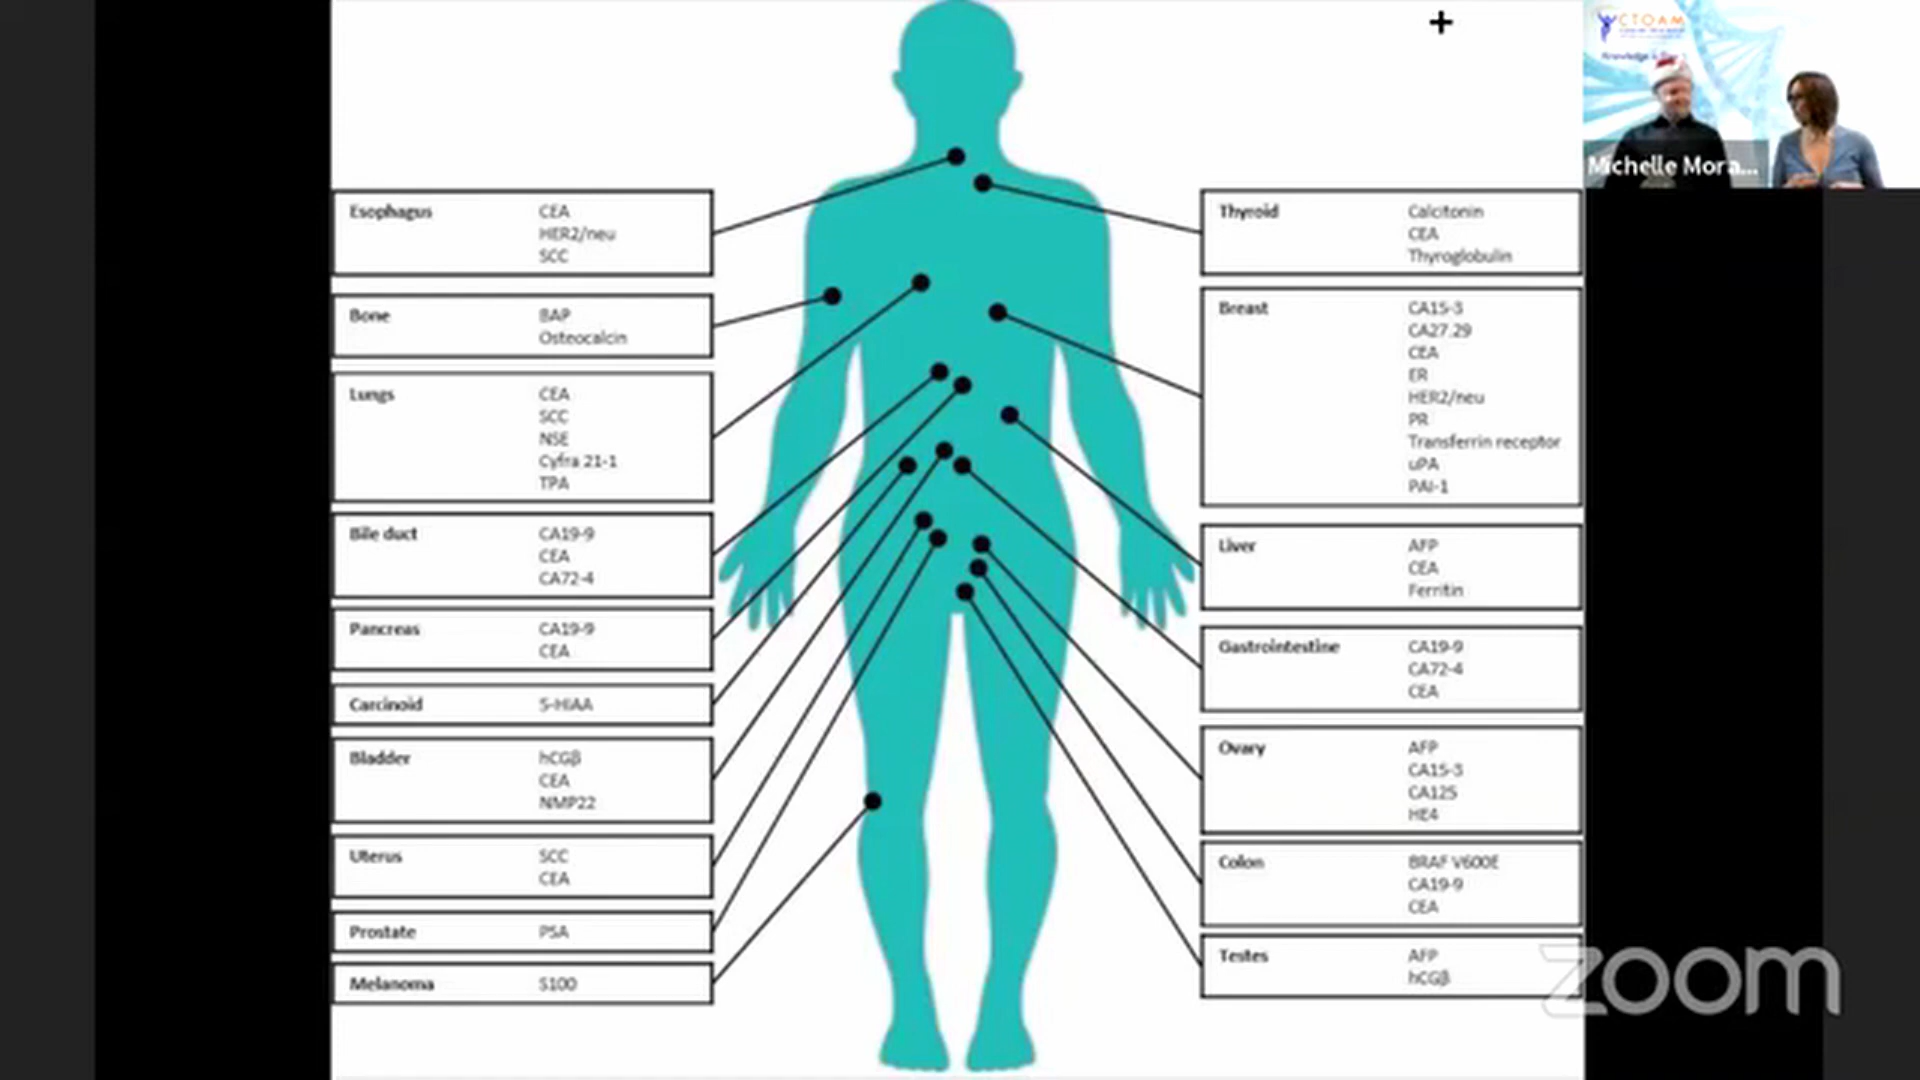 CTOAM
Michelle Mora...
Esophagus CEA
HER2/neu
SCC
Bone BAP
Osteocalcin
Lungs CEA
SCC
NSE
Cyfra 21-1
TPA
Bile duct CA19-9
CEA
CA72-4
Pancreas CA19-9
CEA
Carcinoid 5-HIAA
Bladder hCGβ
CEA
NMP22
Uterus SCC
CEA
Prostate PSA
Melanoma S100
Thyroid Calcitonin
CEA
Thyroglobulin
Breast CA15-3
CA27.29
CEA
ER
HER2/neu
PR
Transferrin receptor
uPA
PAI-1
Liver AFP
CEA
Ferritin
Gastrointestine CA19-9
CA72-4
CEA
Ovary AFP
CA15-3
CA125
HE4
Colon BRAF V600E
CA19-9
CEA
Testes AFP
hCGβ
zoom